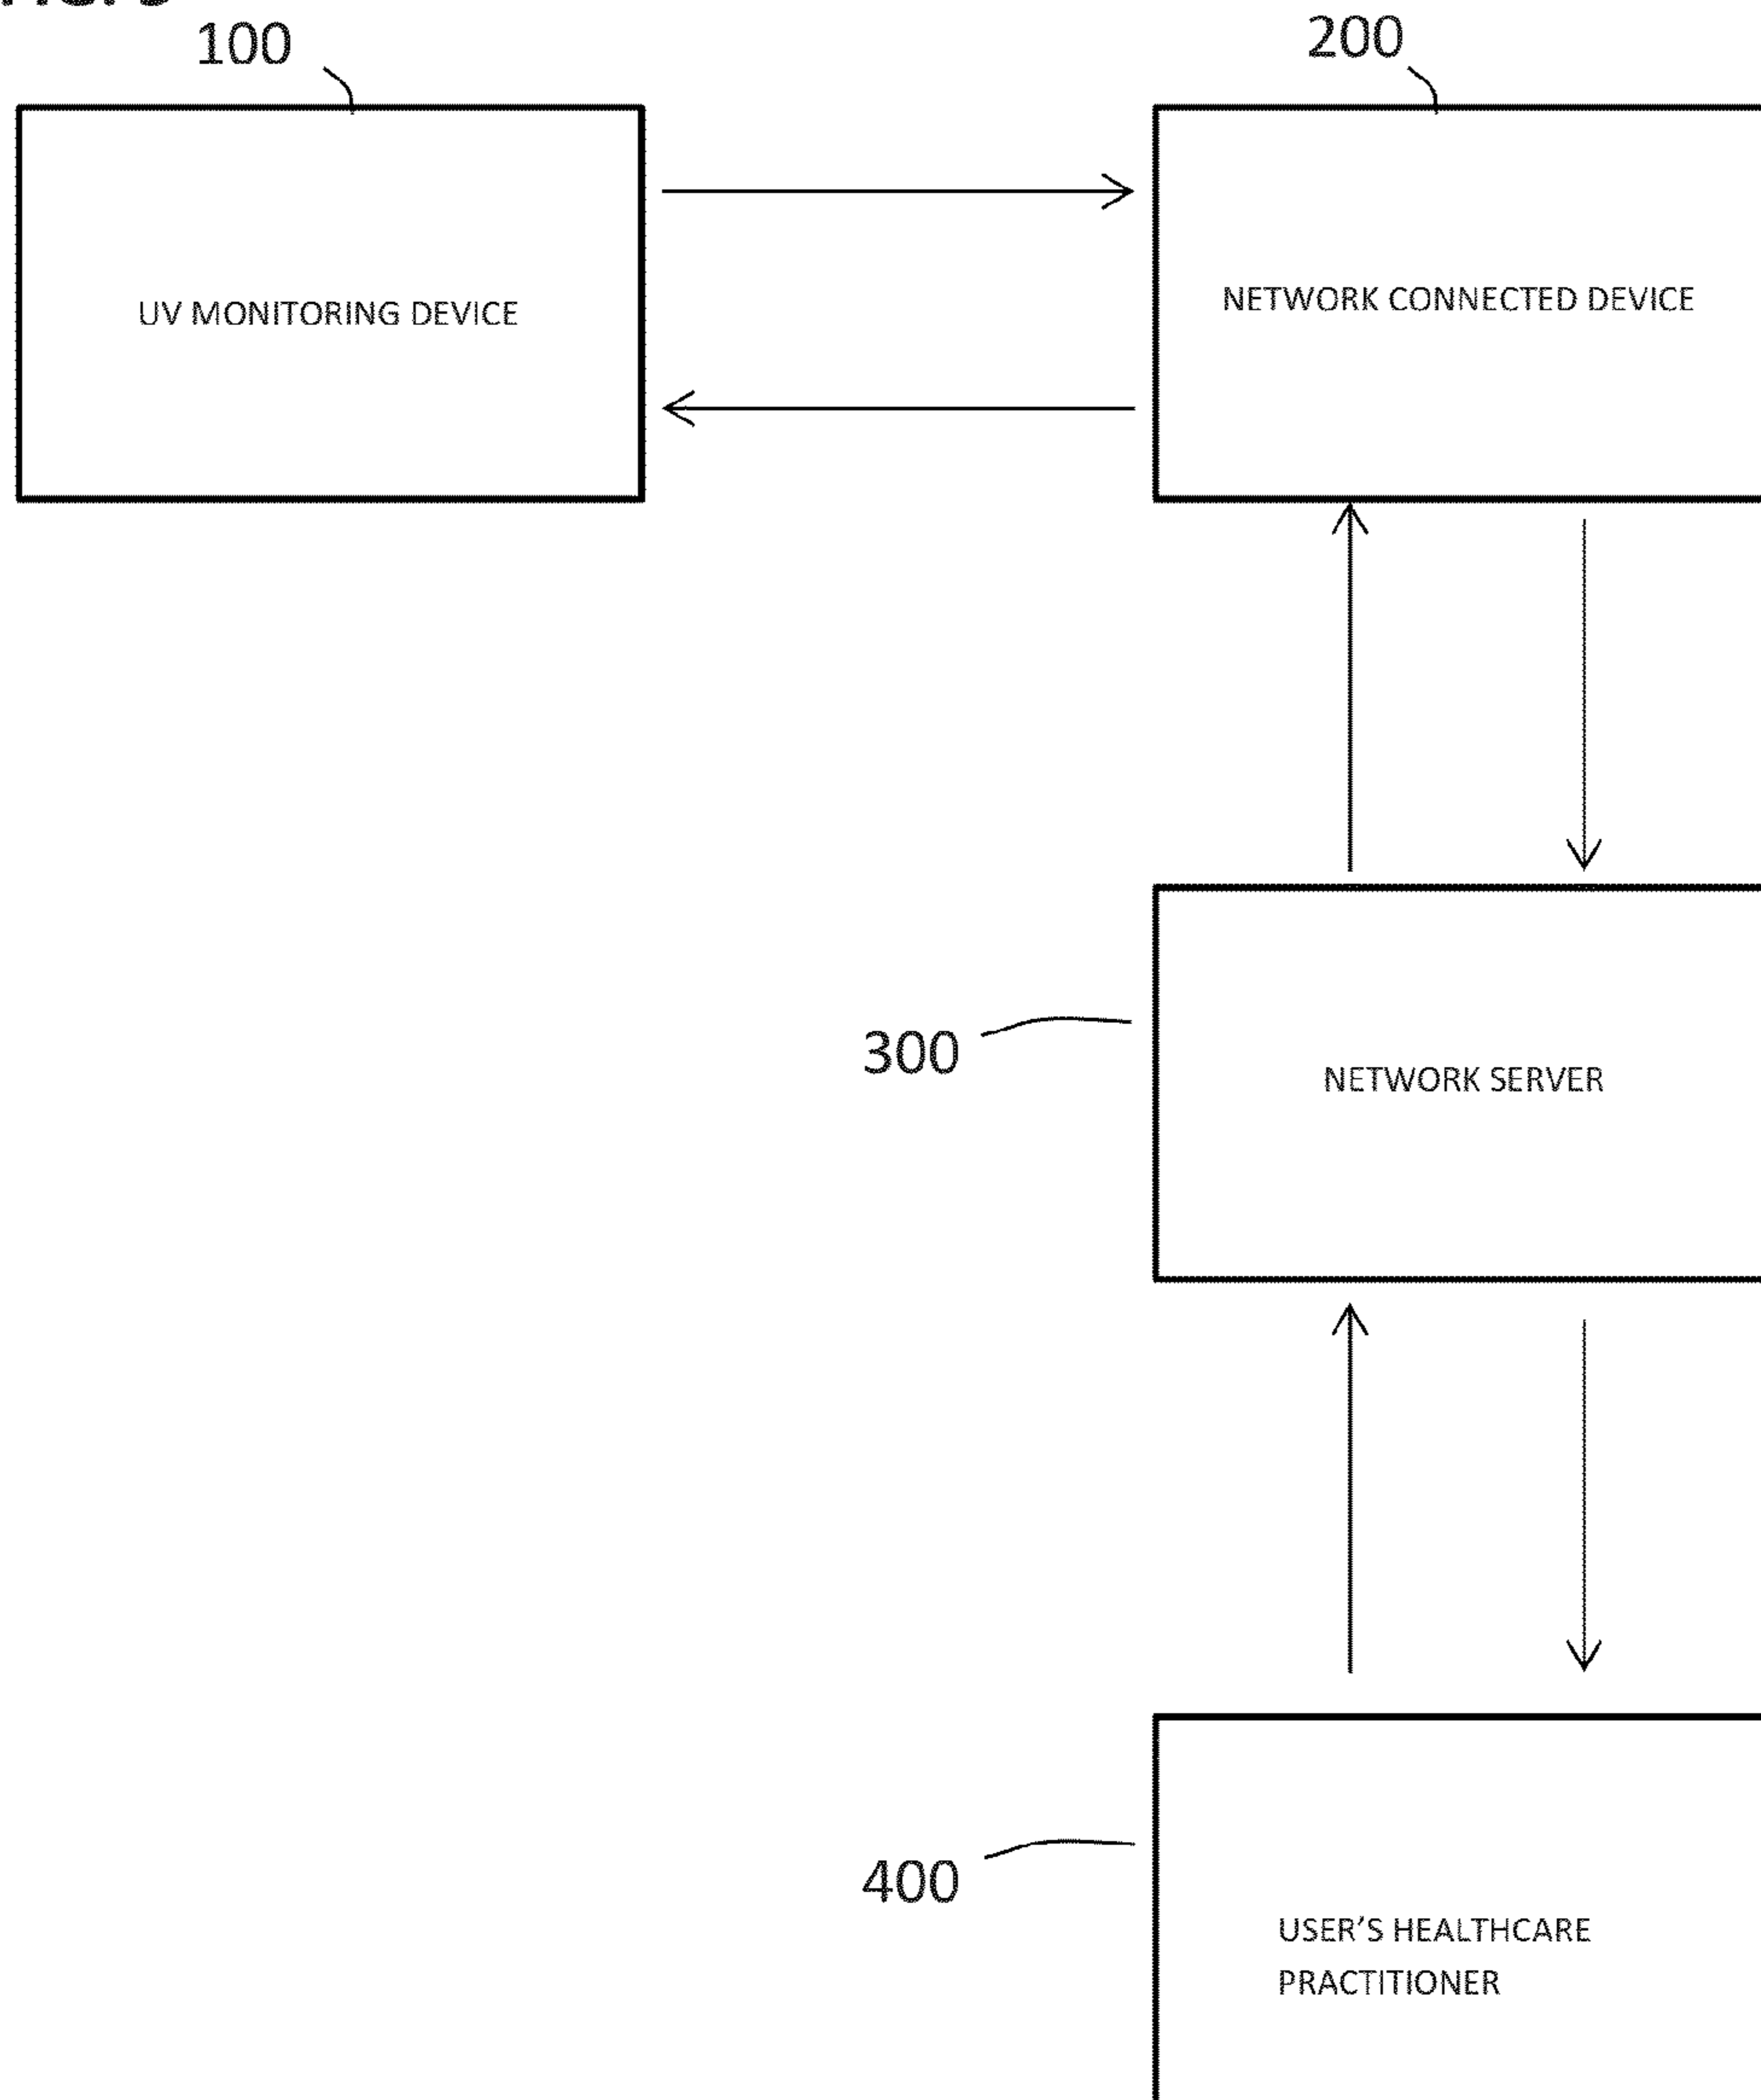 100
200
UV MONITORING DEVICE
NETWORK CONNECTED DEVICE
300
NETWORK SERVER
400
USER’S HEALTHCARE
PRACTITIONER